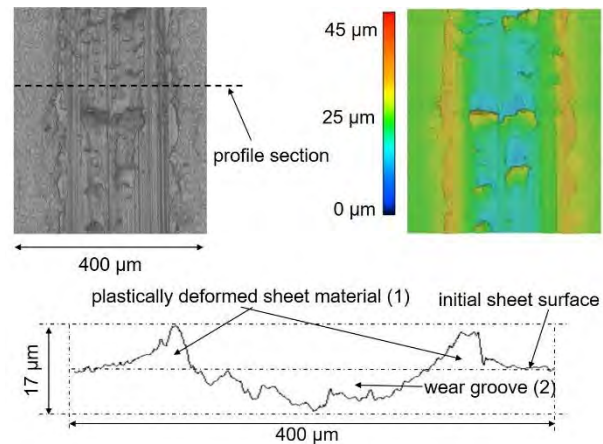 45 µm
25 µm
0 µm
profile section
400 µm
plastically deformed sheet material (1)
initial sheet surface
17 µm
wear groove (2)
400 µm